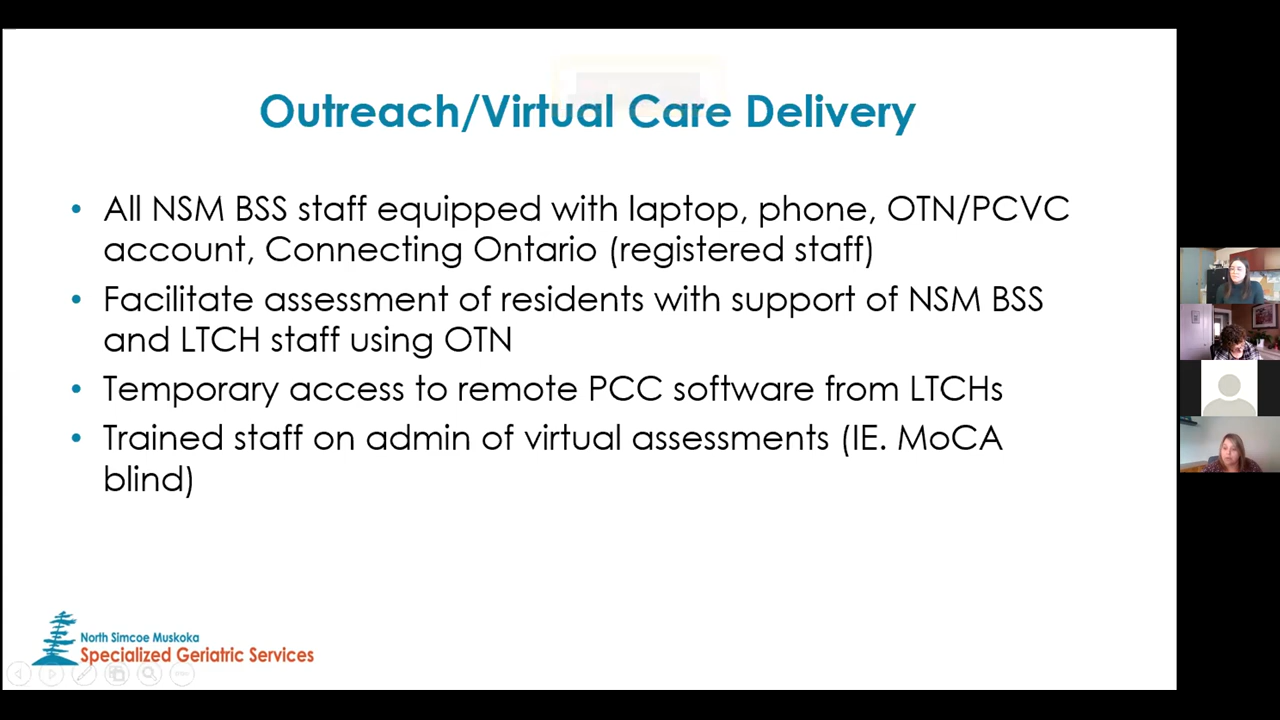 Outreach/Virtual Care Delivery
• All NSM BSS staff equipped with laptop, phone, OTN/PCVC
account, Connecting Ontario (registered staff)
• Facilitate assessment of residents with support of NSM BSS
and LTCH staff using OTN
• Temporary access to remote PCC software from LTCHs
• Trained staff on admin of virtual assessments (IE. MoCA
blind)
North Simcoe Muskoka
Specialized Geriatric Services